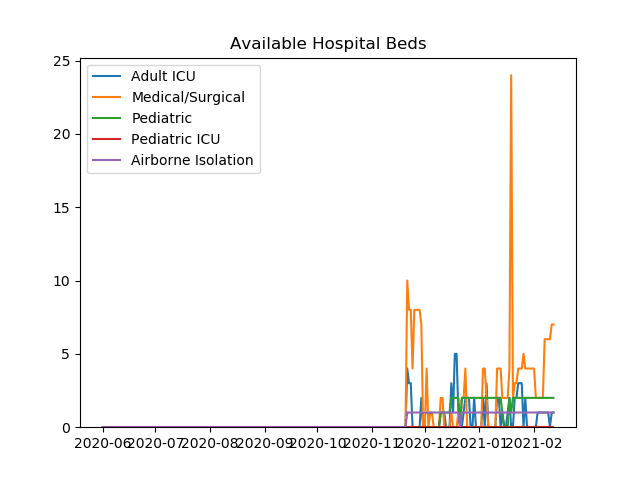 Available Hospital Beds
25
20
15
10
5
0
Adult ICU
Medical/Surgical
Pediatric
Pediatric ICU
Airborne Isolation
2020-06 2020-07 2020-08 2020-09 2020-10 2020-11 2020-12 2021-01 2021-02